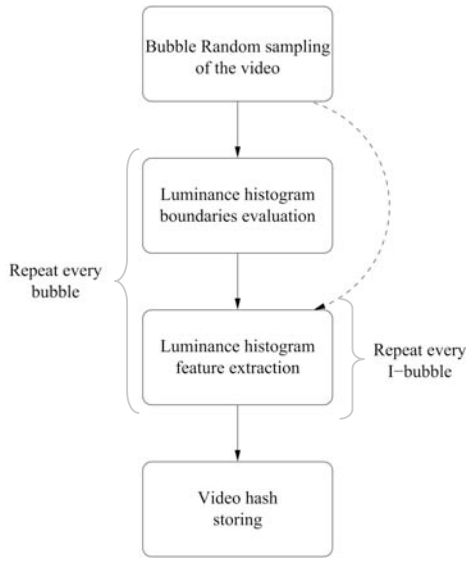 Bubble Random sampling
of the video
Luminance histogram
boundaries evaluation
Repeat every
bubble
Luminance histogram
feature extraction
Repeat every
I−bubble
Video hash
storing